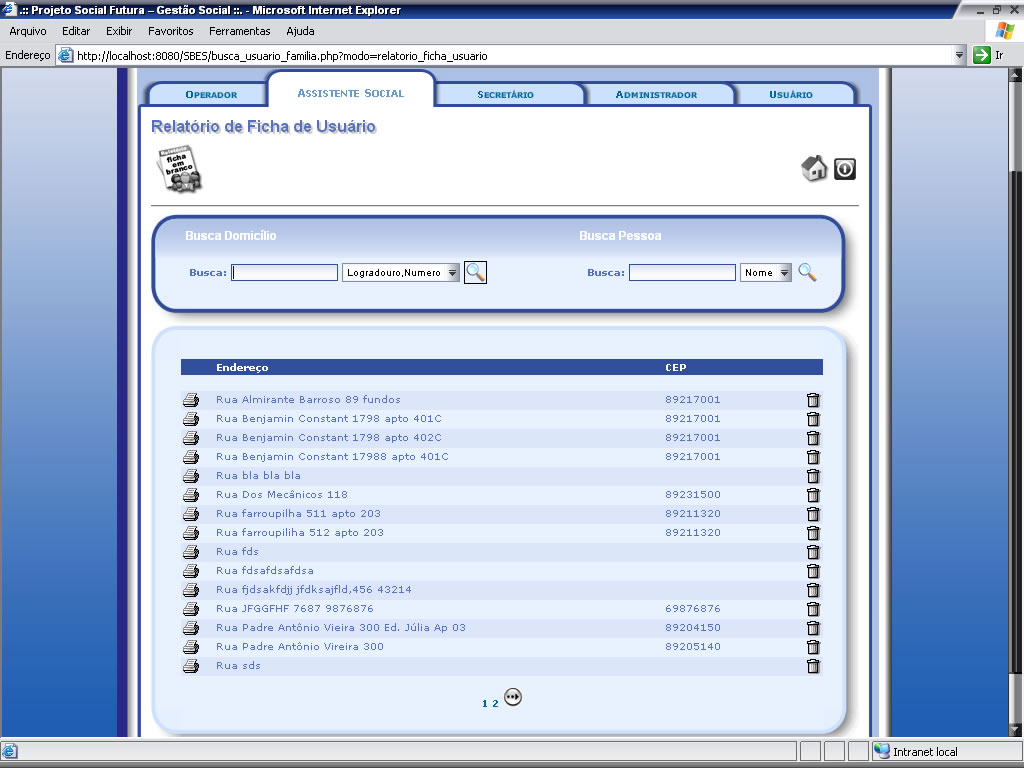 .:: Projeto Social Futura – Gestão Social ::. - Microsoft Internet Explorer
Arquivo Editar Exibir Favoritos Ferramentas Ajuda
Endereço http://localhost:8080/SBES/busca_usuario_familia.php?modo=relatorio_ficha_usuario Ir
Operador Assistente Social Secretário Administrador Usuário
Relatório de Ficha de Usuário
Relatório
ficha
em
branco
Busca Domicílio Busca Pessoa
Busca: Logradouro,Numero Busca: Nome
Endereço CEP
Rua Almirante Barroso 89 fundos 89217001
Rua Benjamin Constant 1798 apto 401C 89217001
Rua Benjamin Constant 1798 apto 402C 89217001
Rua Benjamin Constant 17988 apto 401C 89217001
Rua bla bla bla
Rua Dos Mecânicos 118 89231500
Rua farroupilha 511 apto 203 89211320
Rua farroupiliha 512 apto 203 89211320
Rua fds
Rua fdsafdsafdsa
Rua fjdsakfdjj jfdksajfld,456 43214
Rua JFGGFHF 7687 9876876 69876876
Rua Padre Antônio Vieira 300 Ed. Júlia Ap 03 89204150
Rua Padre Antônio Vireira 300 89205140
Rua sds
1 2
Intranet local